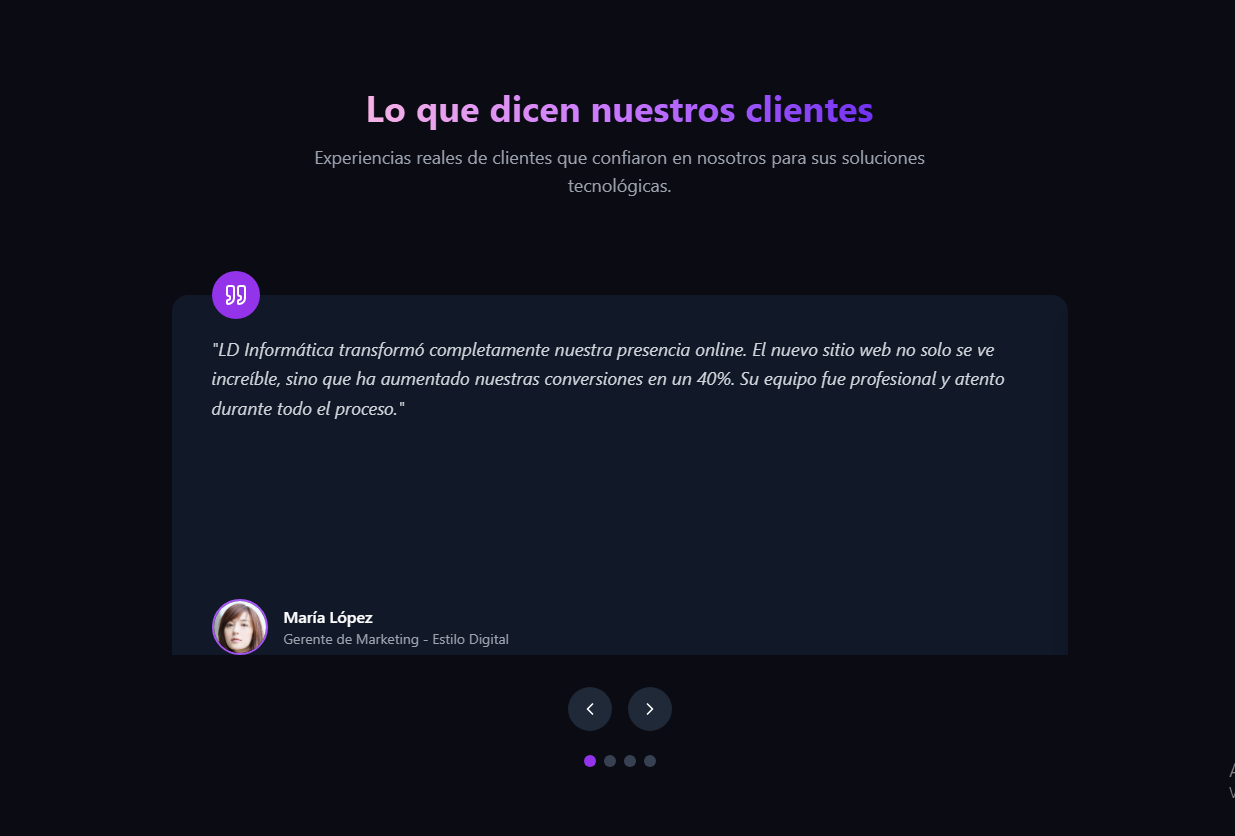 Lo que dicen nuestros clientes
Experiencias reales de clientes que confiaron en nosotros para sus soluciones
tecnológicas.
"LD Informática transformó completamente nuestra presencia online. El nuevo sitio web no solo se ve
increíble, sino que ha aumentado nuestras conversiones en un 40%. Su equipo fue profesional y atento
durante todo el proceso."
María López
Gerente de Marketing - Estilo Digital